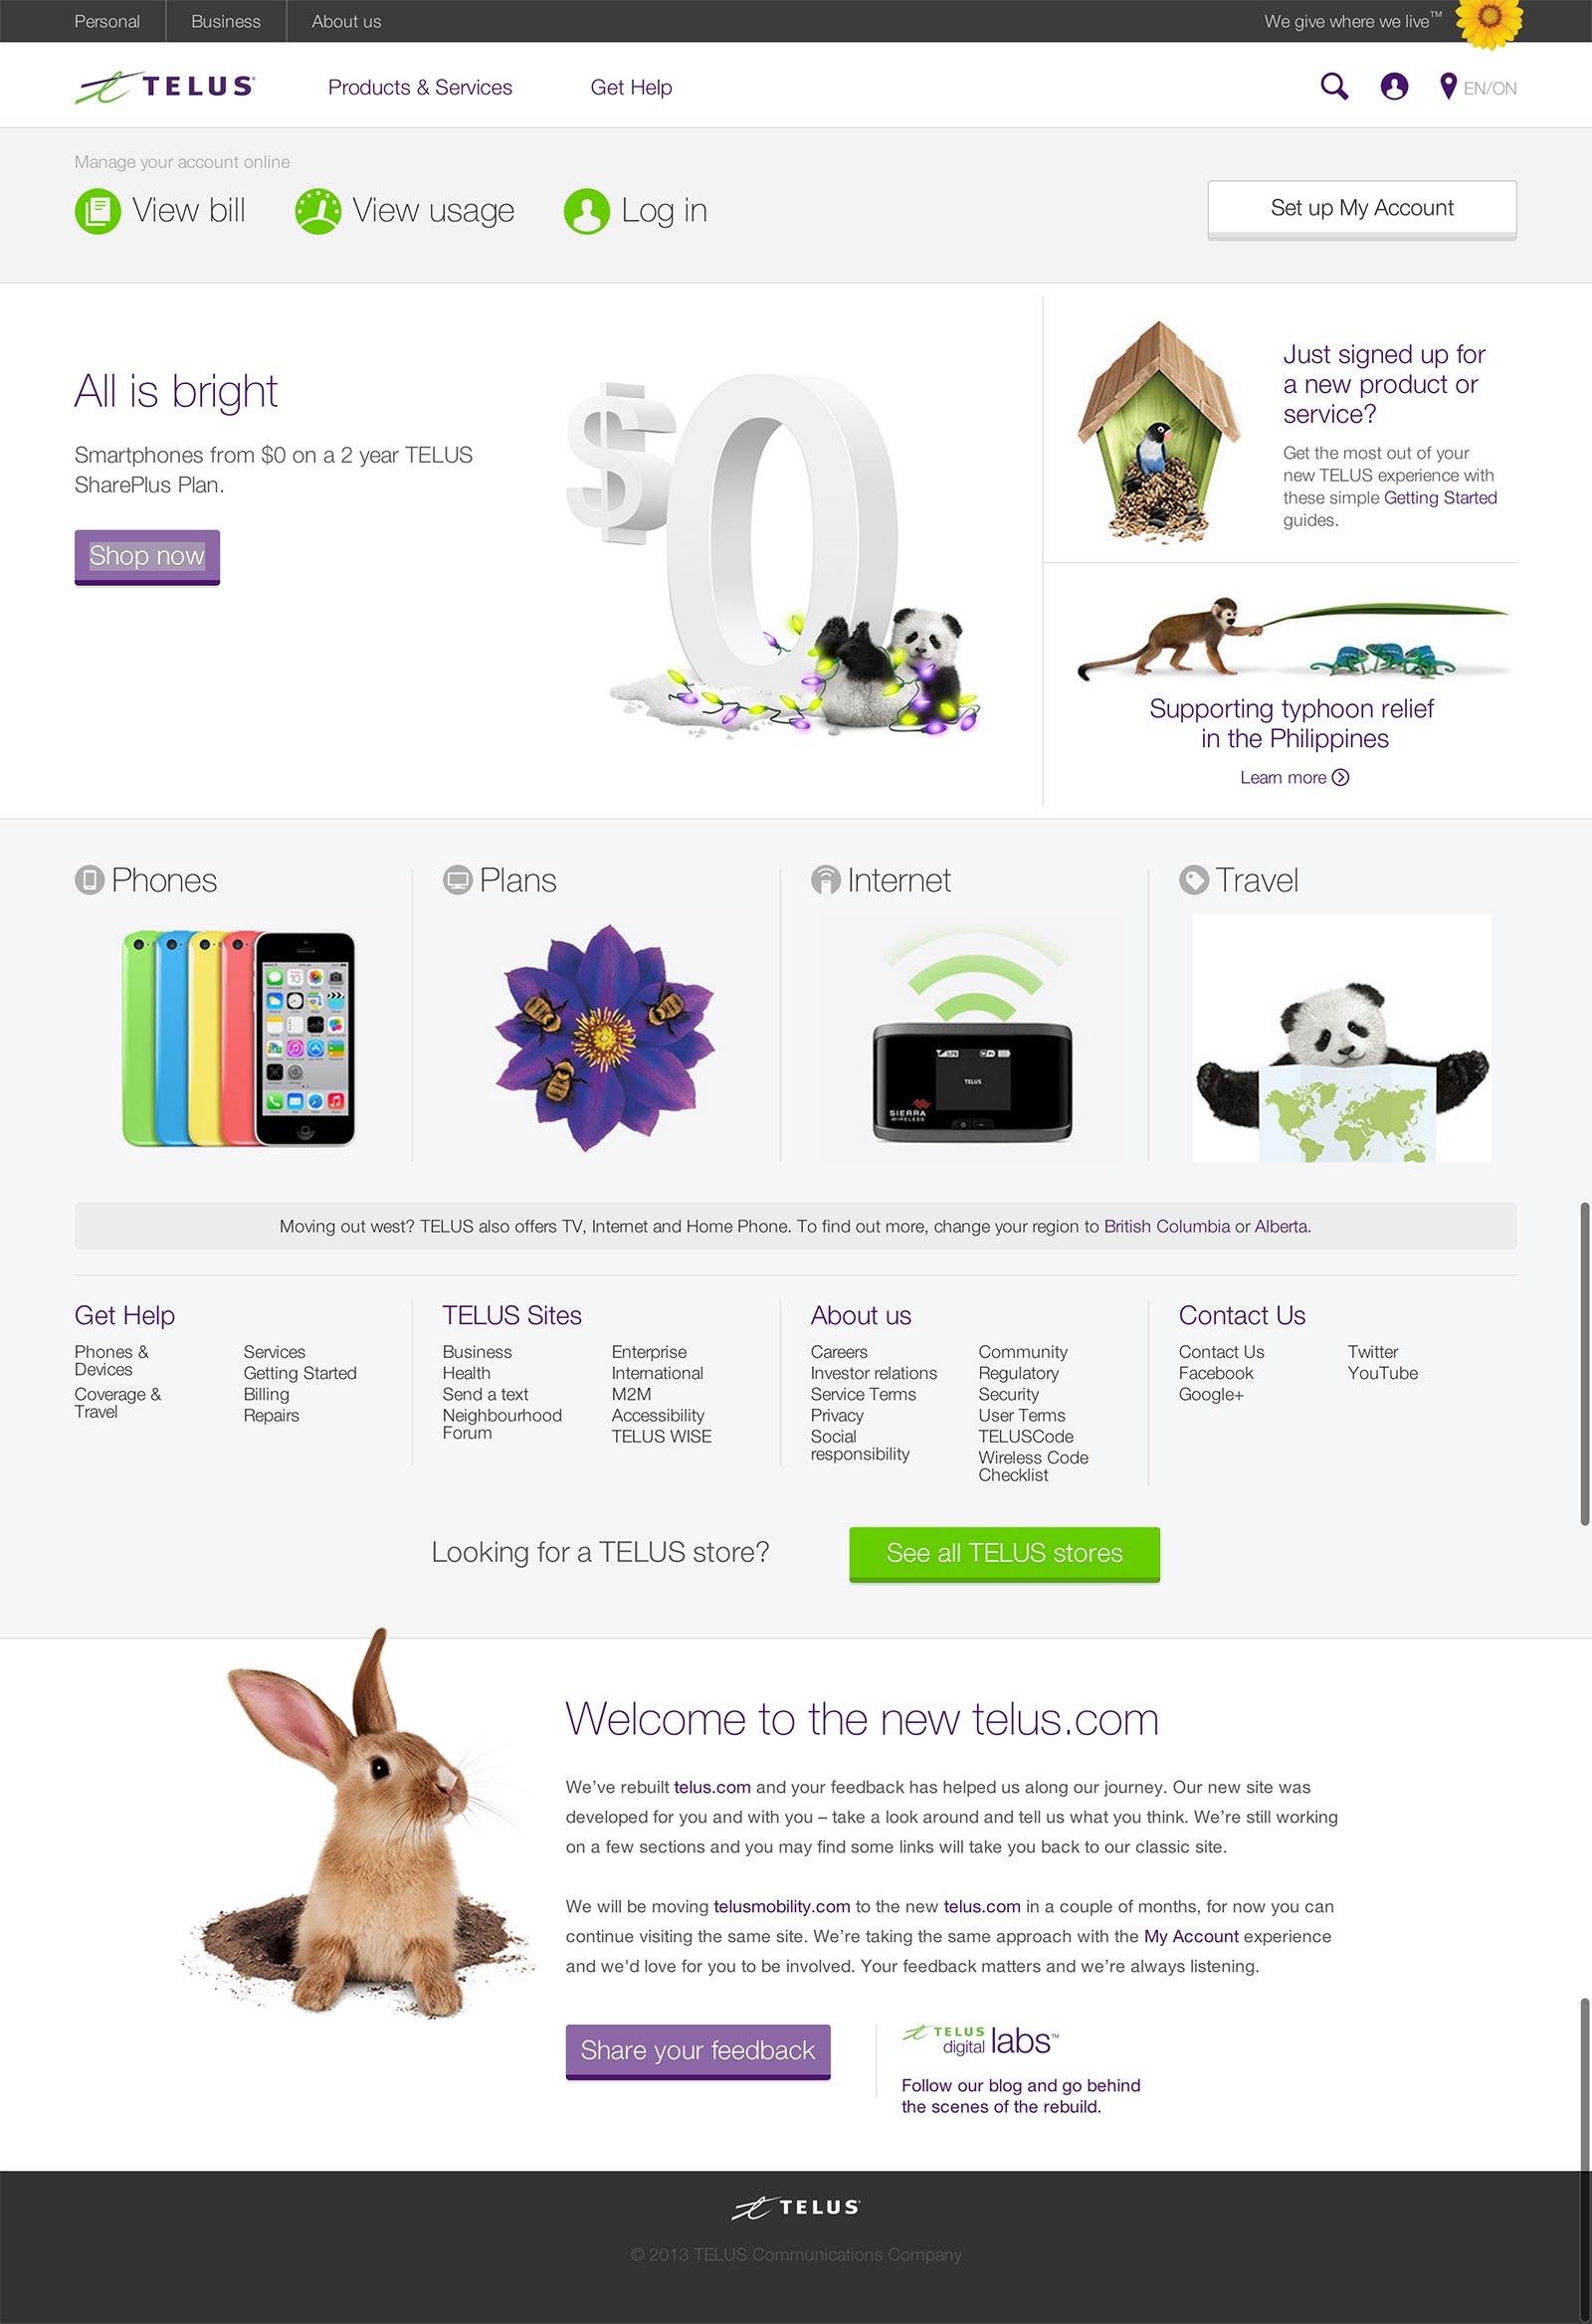 Personal
Business
About us
We give where we live™
TELUS®
Products & Services
Get Help
EN/ON
Manage your account online
View bill
View usage
Log in
Set up My Account
All is bright
Smartphones from $0 on a 2 year TELUS
SharePlus Plan.
Shop now
$0
Just signed up for
a new product or
service?
Get the most out of your
new TELUS experience with
these simple Getting Started
guides.
Supporting typhoon relief
in the Philippines
Learn more
Phones
Plans
Internet
Travel
TELUS
SIERRA
WIRELESS
Moving out west? TELUS also offers TV, Internet and Home Phone. To find out more, change your region to British Columbia or Alberta.
Get Help
Phones &
Devices
Coverage &
Travel
Services
Getting Started
Billing
Repairs
TELUS Sites
Business
Health
Send a text
Neighbourhood
Forum
Enterprise
International
M2M
Accessibility
TELUS WISE
About us
Careers
Investor relations
Service Terms
Privacy
Social
responsibility
Community
Regulatory
Security
User Terms
TELUSCode
Wireless Code
Checklist
Contact Us
Contact Us
Facebook
Google+
Twitter
YouTube
Looking for a TELUS store?
See all TELUS stores
Welcome to the new telus.com
We’ve rebuilt telus.com and your feedback has helped us along our journey. Our new site was
developed for you and with you – take a look around and tell us what you think. We’re still working
on a few sections and you may find some links will take you back to our classic site.
We will be moving telusmobility.com to the new telus.com in a couple of months, for now you can
continue visiting the same site. We’re taking the same approach with the My Account experience
and we'd love for you to be involved. Your feedback matters and we’re always listening.
Share your feedback
TELUS
digital labs™
Follow our blog and go behind
the scenes of the rebuild.
TELUS
© 2013 TELUS Communications Company